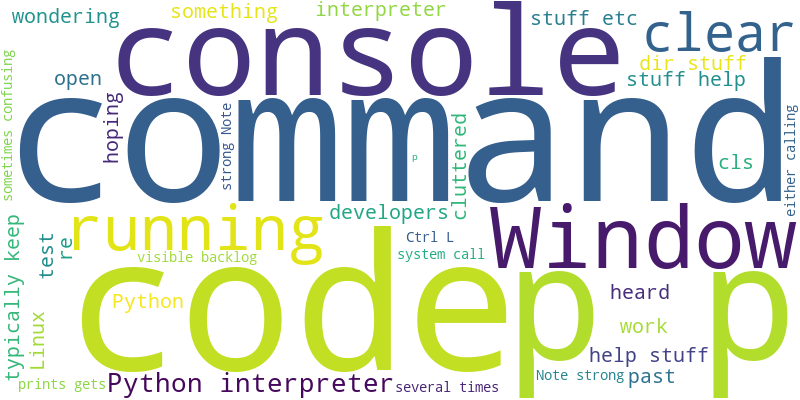 wondering
something
interpreter
console
stuff etc
clear
open
dir stuff
stuff help
sometimes confusing
hoping
strong Note
command
p
cluttered
cls
either calling
running
developers
Window
typically keep
test
re
visible backlog
Ctrl L
system call
code
p p
Python
heard
Linux
work
help stuff
prints gets
Python interpreter
several times
Note strong
past